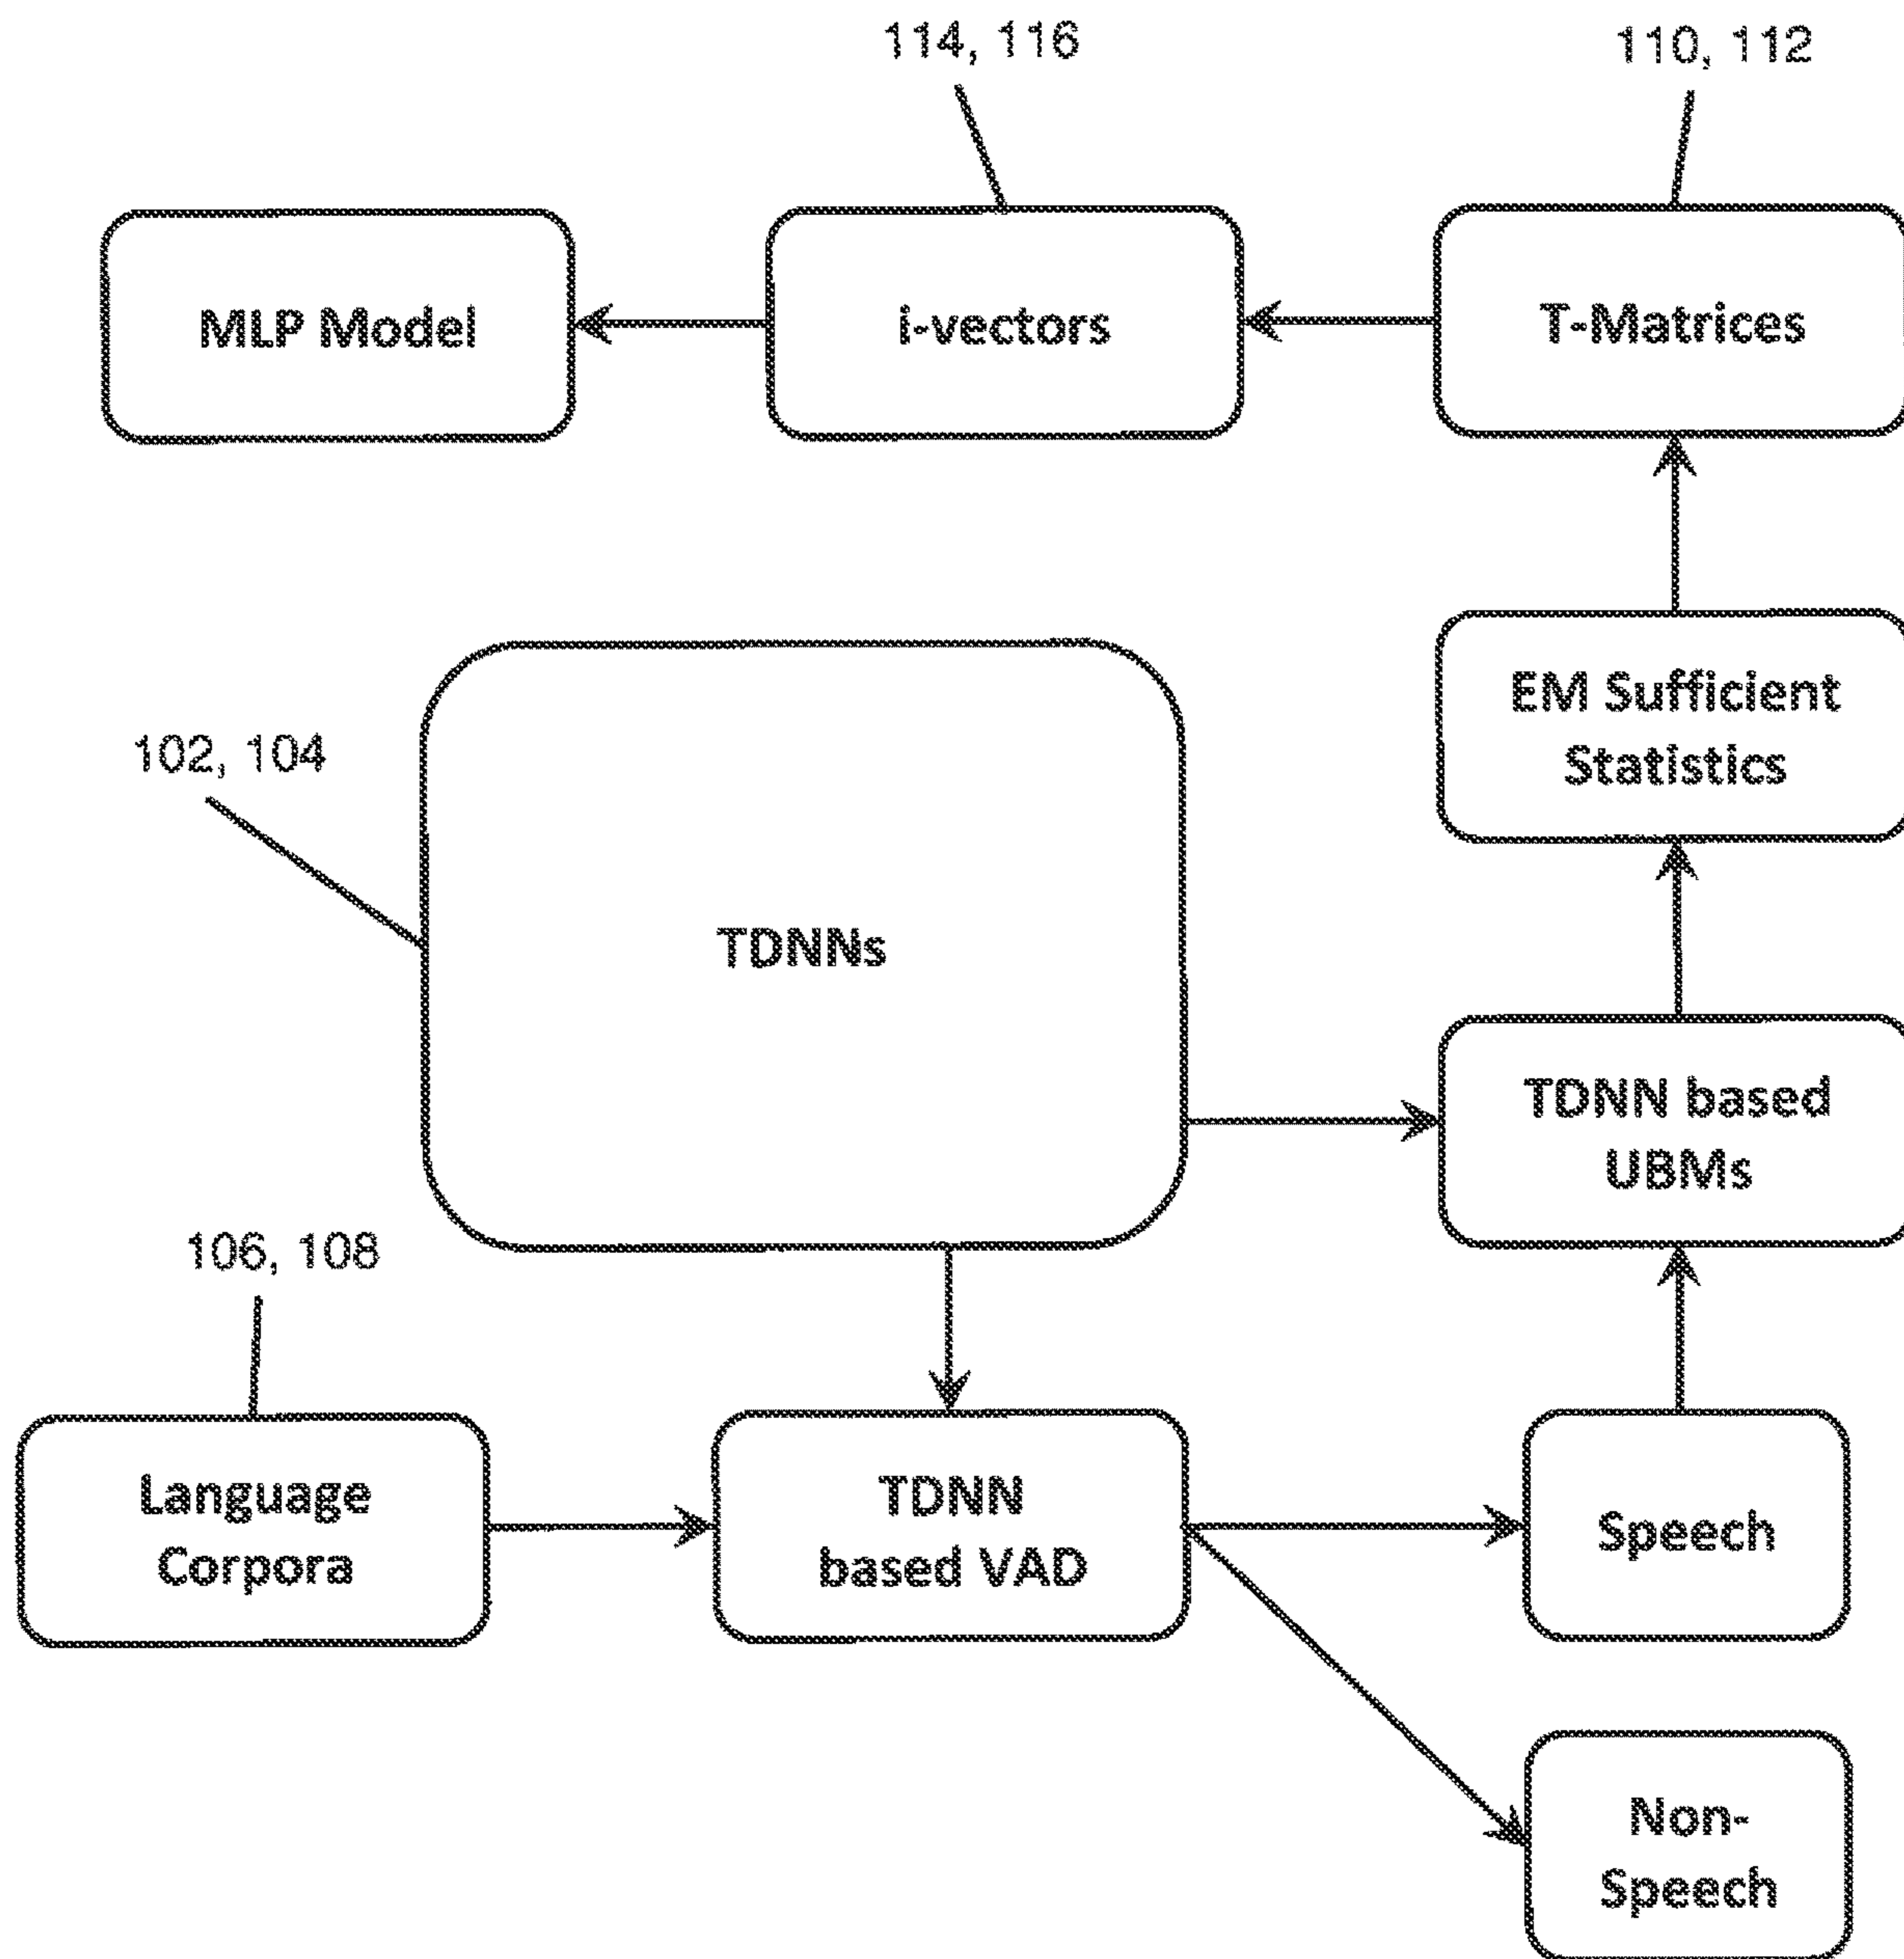 114, 116
110, 112
MLP Model
i-vectors
T-Matrices
EM Sufficient
Statistics
102, 104
TDNNs
TDNN based
UBMs
106, 108
Language
Corpora
TDNN
based VAD
Speech
Non-
Speech